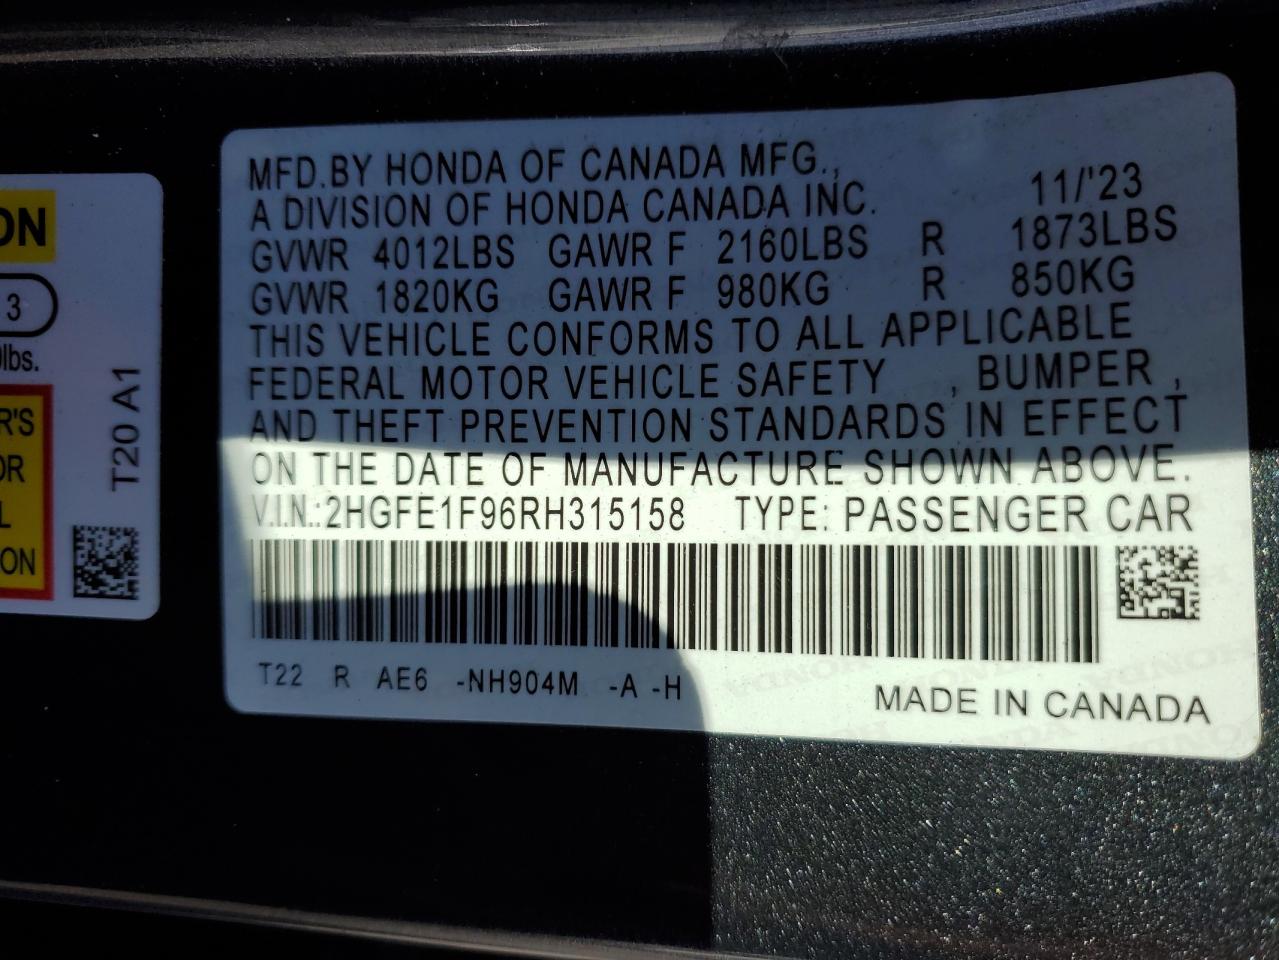 ON
3
lbs.
R'S
OR
L
ON
T20 A1
MFD.BY HONDA OF CANADA MFG.,
A DIVISION OF HONDA CANADA INC. 11/'23
GVWR 4012LBS GAWR F 2160LBS R 1873LBS
GVWR 1820KG GAWR F 980KG R 850KG
THIS VEHICLE CONFORMS TO ALL APPLICABLE
FEDERAL MOTOR VEHICLE SAFETY , BUMPER ,
AND THEFT PREVENTION STANDARDS IN EFFECT
ON THE DATE OF MANUFACTURE SHOWN ABOVE.
V.I.N.:2HGFE1F96RH315158 TYPE: PASSENGER CAR
T22 R AE6 -NH904M -A -H
MADE IN CANADA